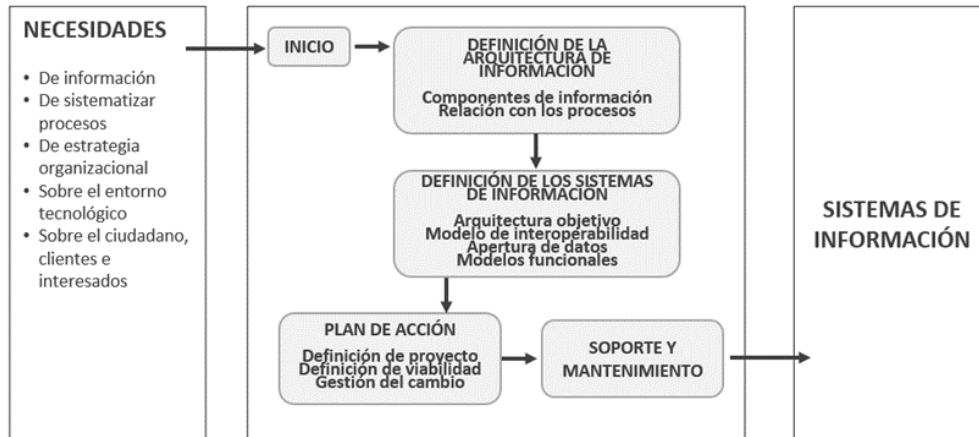 NECESIDADES
• De información
• De sistematizar
procesos
• De estrategia
organizacional
• Sobre el entorno
tecnológico
• Sobre el ciudadano,
clientes e
interesados
INICIO
DEFINICIÓN DE LA
ARQUITECTURA DE
INFORMACIÓN
Componentes de información
Relación con los procesos
DEFINICIÓN DE LOS SISTEMAS
DE INFORMACIÓN
Arquitectura objetivo
Modelo de interoperabilidad
Apertura de datos
Modelos funcionales
PLAN DE ACCIÓN
Definición de proyecto
Definición de viabilidad
Gestión del cambio
SOPORTE Y
MANTENIMIENTO
SISTEMAS DE
INFORMACIÓN